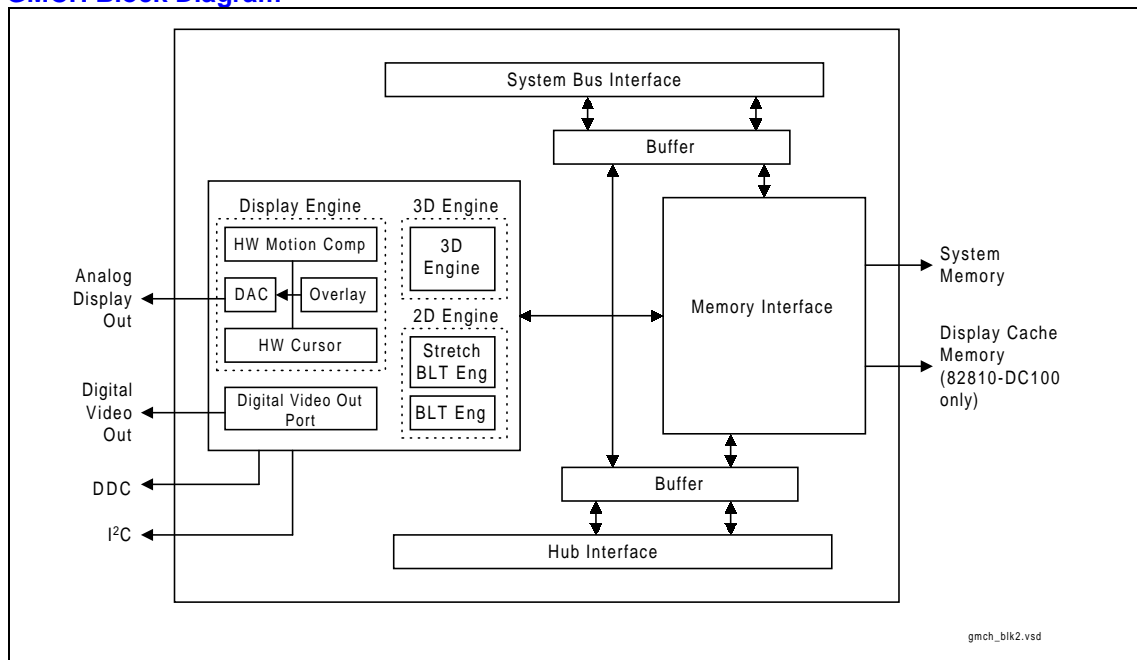 GMCH Block Diagram
System Bus Interface
Buffer
Display Engine
3D Engine
HW Motion Comp
3D
Engine
DAC
Overlay
HW Cursor
2D Engine
Stretch
BLT Eng
BLT Eng
Digital Video Out
Port
Analog
Display
Out
Digital
Video
Out
DDC
I²C
Memory Interface
System
Memory
Display Cache
Memory
(82810-DC100
only)
Buffer
Hub Interface
gmch_blk2.vsd